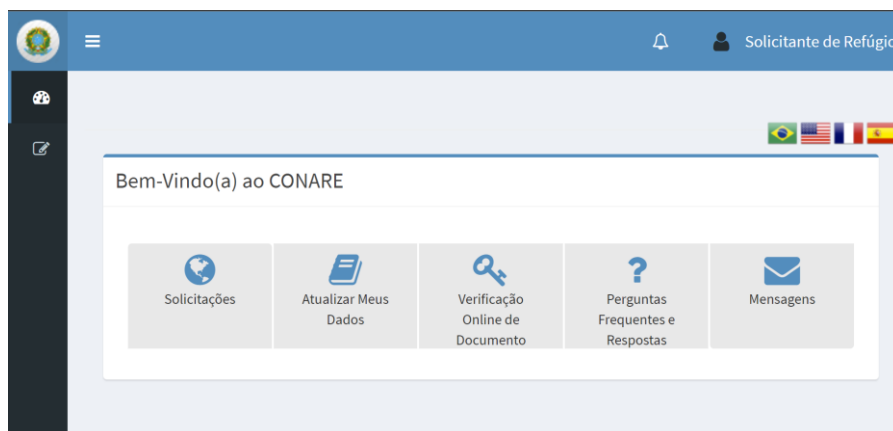 Solicitante de Refúgio
Bem-Vindo(a) ao CONARE
Solicitações
Atualizar Meus
Dados
Verificação
Online de
Documento
Perguntas
Frequentes e
Respostas
Mensagens